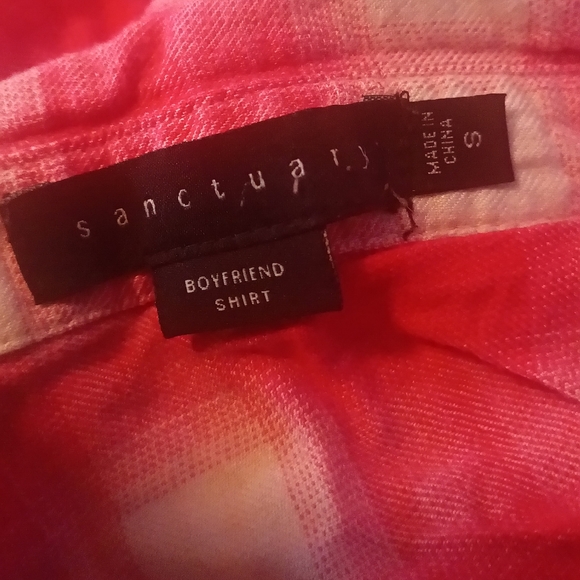 sanctuary
MADE IN
CHINA
S
BOYFRIEND
SHIRT